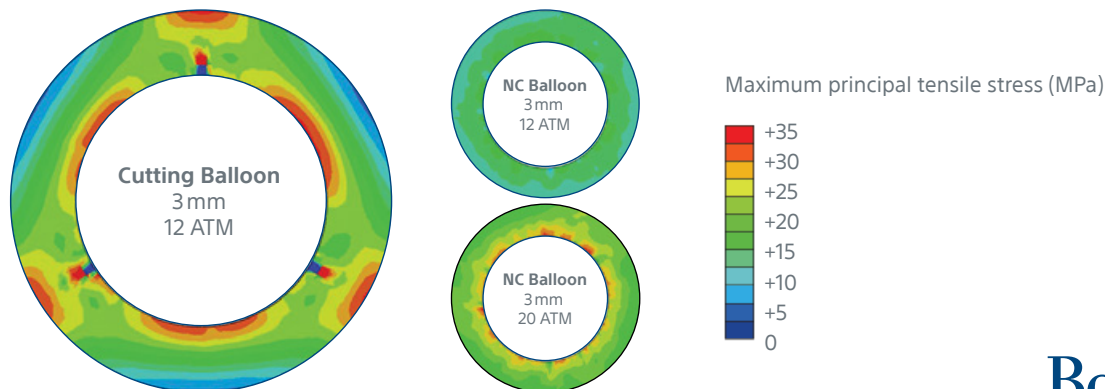 Cutting Balloon
3 mm
12 ATM
NC Balloon
3 mm
12 ATM
NC Balloon
3 mm
20 ATM
Maximum principal tensile stress (MPa)
+35
+30
+25
+20
+15
+10
+5
0